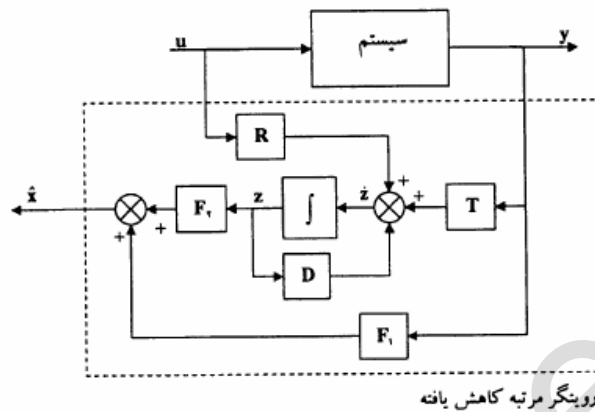 سیستم
u
y
R
+
x̂
F۲
z
∫
ż
+
T
+
+
D
F۱
رویتگر مرتبه کاهش یافته